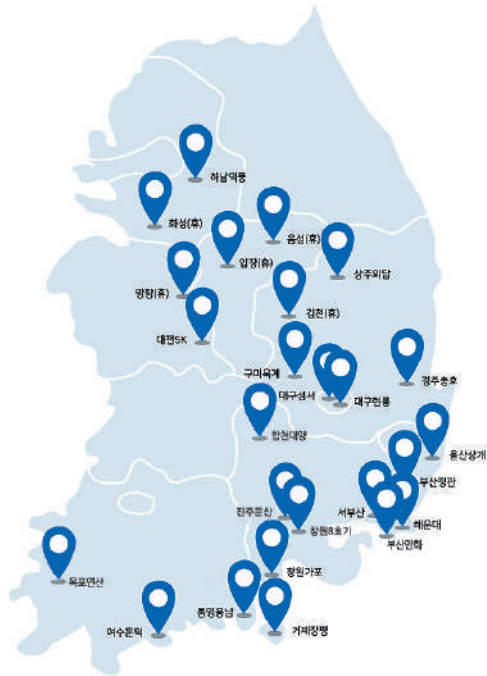 하남덕풍
화성(휴)
음성(휴)
입장(휴)
상주외답
망향(휴)
김천(휴)
대전SK
구미옥계
경주충효
대구성서
대구현풍
합천대양
울산상개
부산정관
진주문산
서부산
창원8호기
해운대
부산만화
창원가포
목포연산
통영용남
여수둔덕
거제장평